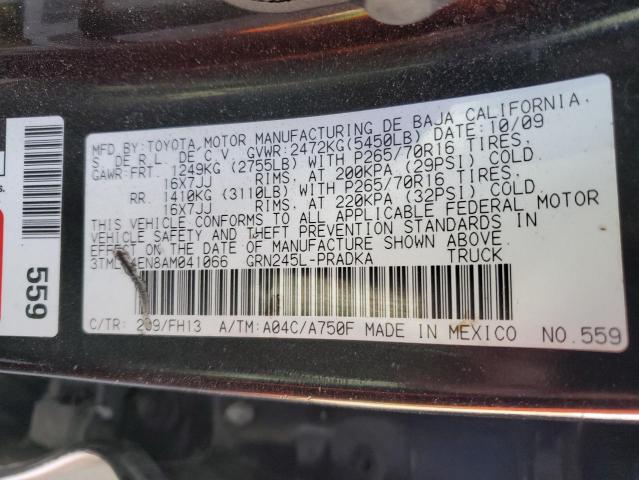 MFD BY: TOYOTA MOTOR MANUFACTURING DE BAJA CALIFORNIA,
S. DE R.L. DE C.V. GVWR: 2472KG(5450LB) DATE: 10/09
GAWR: FRT. 1249KG (2755LB) WITH P265/70R16 TIRES,
16X7JJ RIMS, AT 200KPA (29PSI) COLD.
RR. 1410KG (3110LB) WITH P265/70R16 TIRES,
16X7JJ RIMS, AT 220KPA (32PSI) COLD.
THIS VEHICLE CONFORMS TO ALL APPLICABLE FEDERAL MOTOR
VEHICLE SAFETY AND THEFT PREVENTION STANDARDS IN
EFFECT ON THE DATE OF MANUFACTURE SHOWN ABOVE.
GRN245L-PRADKA TRUCK
C/TR: 209/FH13 A/TM: A04C/A750F MADE IN MEXICO NO.559
559
s.